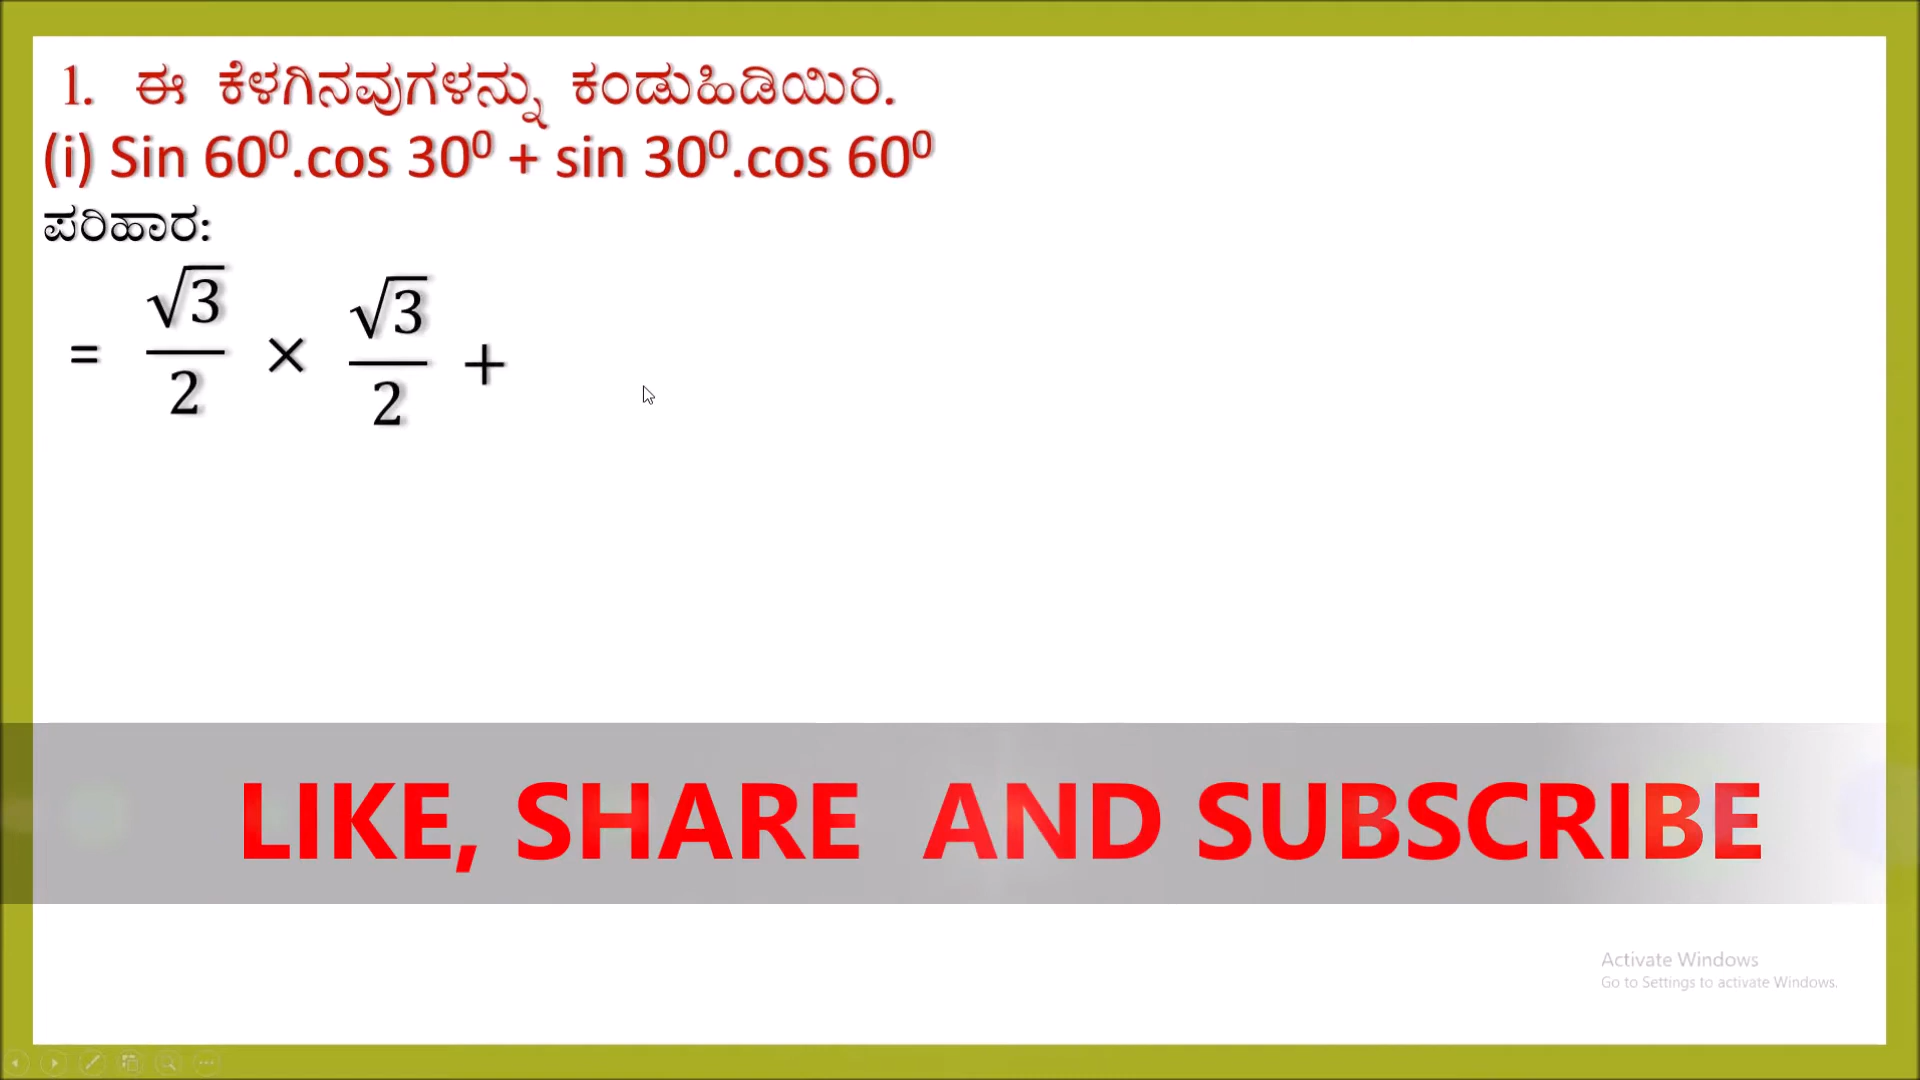 1. ಈ ಕೆಳಗಿನವುಗಳನ್ನು ಕಂಡುಹಿಡಿಯಿರಿ.
(i) Sin 60⁰.cos 30⁰ + sin 30⁰.cos 60⁰
ಪರಿಹಾರ:
= √3/2 × √3/2 +
LIKE, SHARE AND SUBSCRIBE
Activate Windows
Go to Settings to activate Windows.